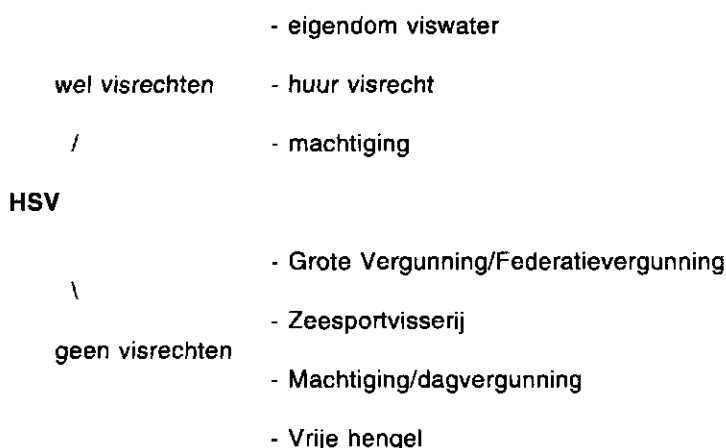 - eigendom viswater
wel visrechten - huur visrecht
/ - machtiging
HSV
- Grote Vergunning/Federatievergunning
\
- Zeesportvisserij
geen visrechten
- Machtiging/dagvergunning
- Vrije hengel